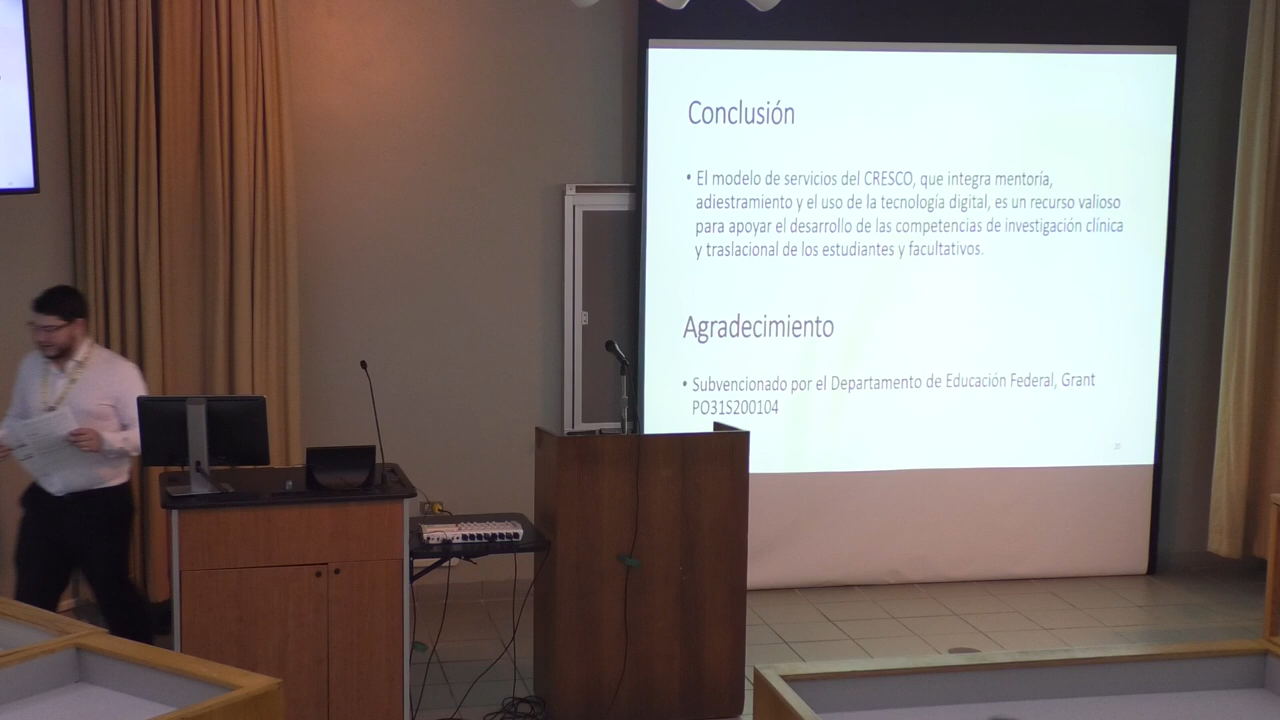 Conclusión
• El modelo de servicios del CRESCO, que integra mentoría,
adiestramiento y el uso de la tecnología digital, es un recurso valioso
para apoyar el desarrollo de las competencias de investigación clínica
y traslacional de los estudiantes y facultativos.
Agradecimiento
• Subvencionado por el Departamento de Educación Federal, Grant
PO31S200104